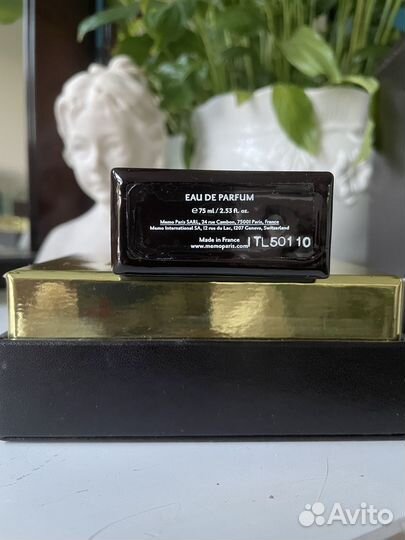 EAU DE PARFUM
℮ 75 ml / 2.53 fl. oz.
Memo Paris SARL, 24 rue Cambon, 75001 Paris, France
Memo International SA, 12 rue du Lac, 1207 Geneva, Switzerland
Made in France
www.memoparis.com
ITL50110
Avito